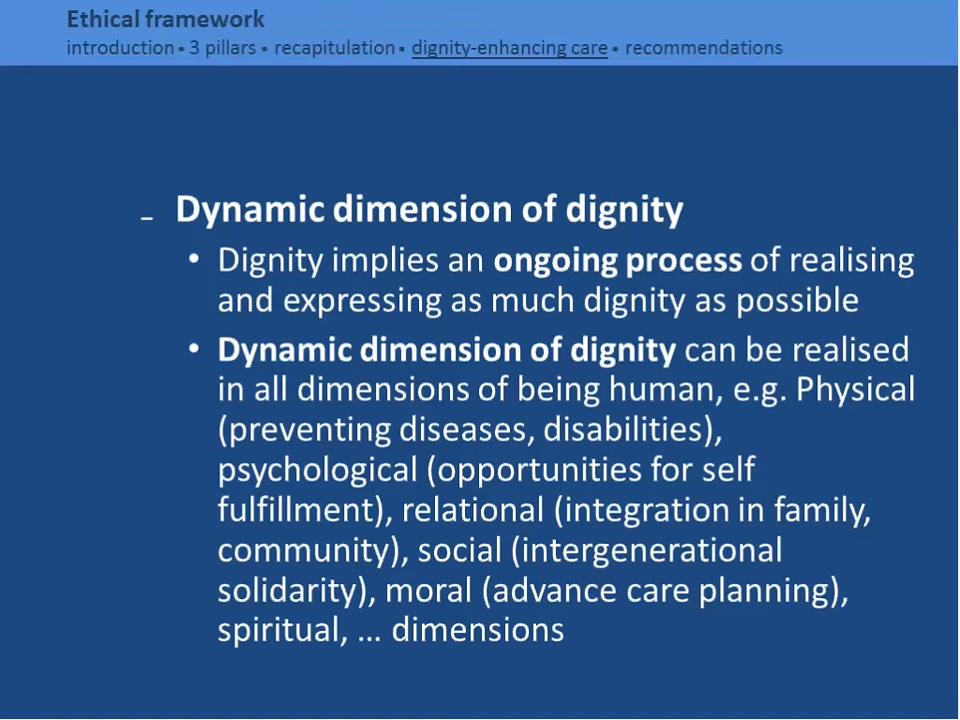 Ethical framework
introduction • 3 pillars • recapitulation • dignity-enhancing care • recommendations
– Dynamic dimension of dignity
• Dignity implies an ongoing process of realising
and expressing as much dignity as possible
• Dynamic dimension of dignity can be realised
in all dimensions of being human, e.g. Physical
(preventing diseases, disabilities),
psychological (opportunities for self
fulfillment), relational (integration in family,
community), social (intergenerational
solidarity), moral (advance care planning),
spiritual, ... dimensions